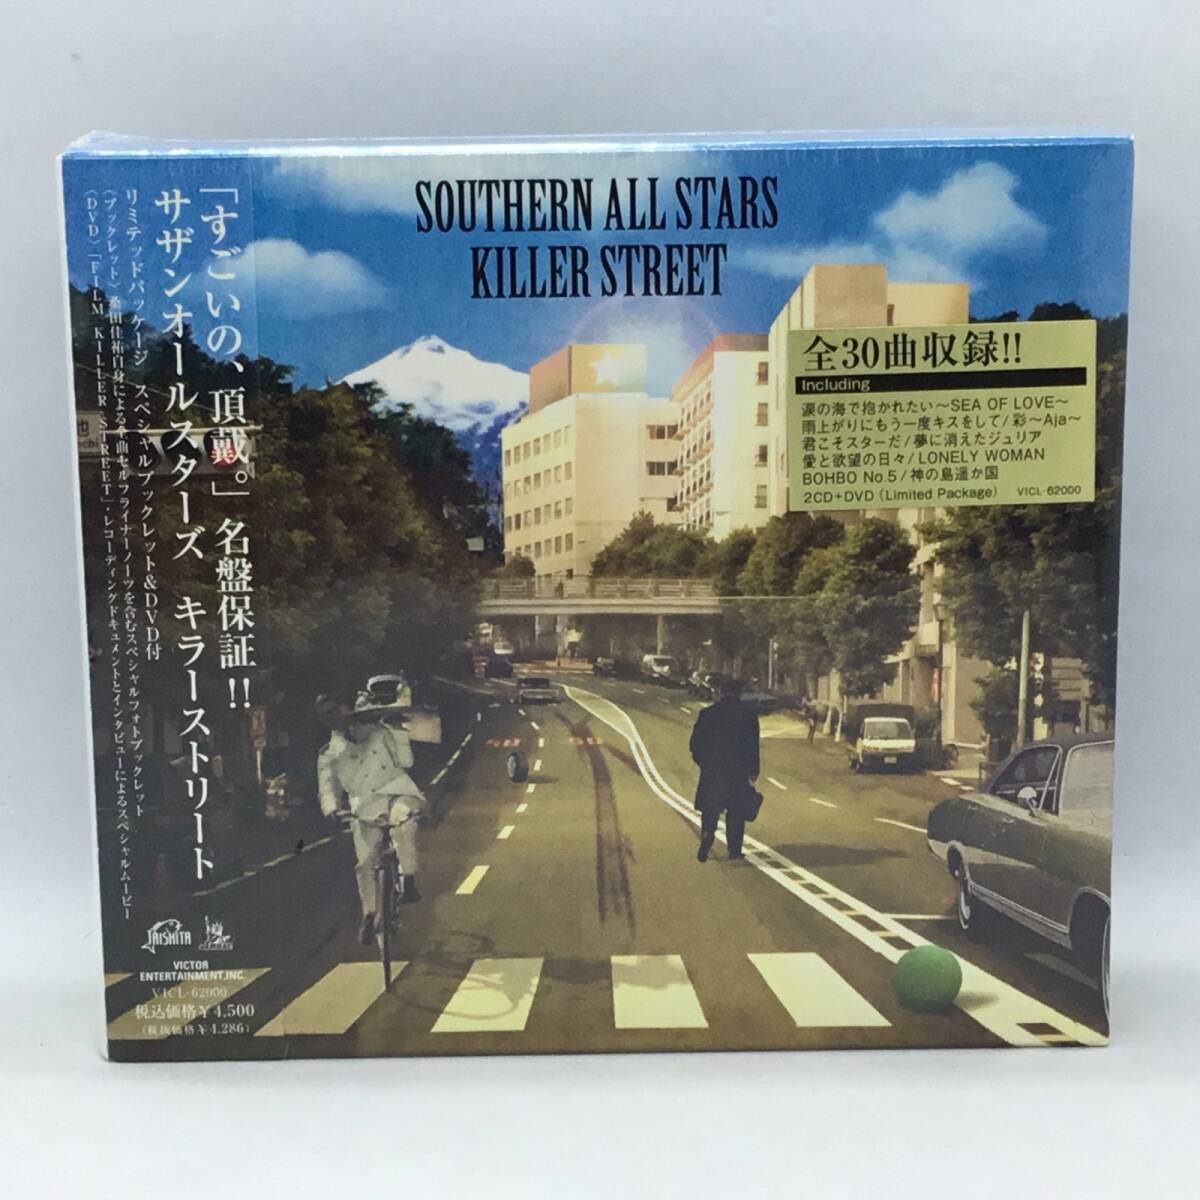 SOUTHERN ALL STARS
KILLER STREET
全30曲収録!!
Including
涙の海で抱かれたい～SEA OF LOVE～
雨上がりにもう一度キスをして/彩～Aja～
君こそスターだ/夢に消えたジュリア
愛と欲望の日々/LONELY WOMAN
BOHBO No.5/神の島遥か国
2CD+DVD (Limited Package) VICL-62000
「すごいの、頂戴。」名盤保証!!
サザンオールスターズ キラーストリート
リミテッドパッケージ スペシャルブックレット&DVD付
〈ブックレット〉桑田佳祐自身による全曲セルフライナーノーツを含むスペシャルフォトブックレット
〈DVD〉「FILM KILLER STREET」・レコーディングドキュメントとインタビューによるスペシャルムービー
TAISHITA
VICTOR
ENTERTAINMENT,INC.
VICL-62000
税込価格¥4,500
(税抜価格¥4,286)